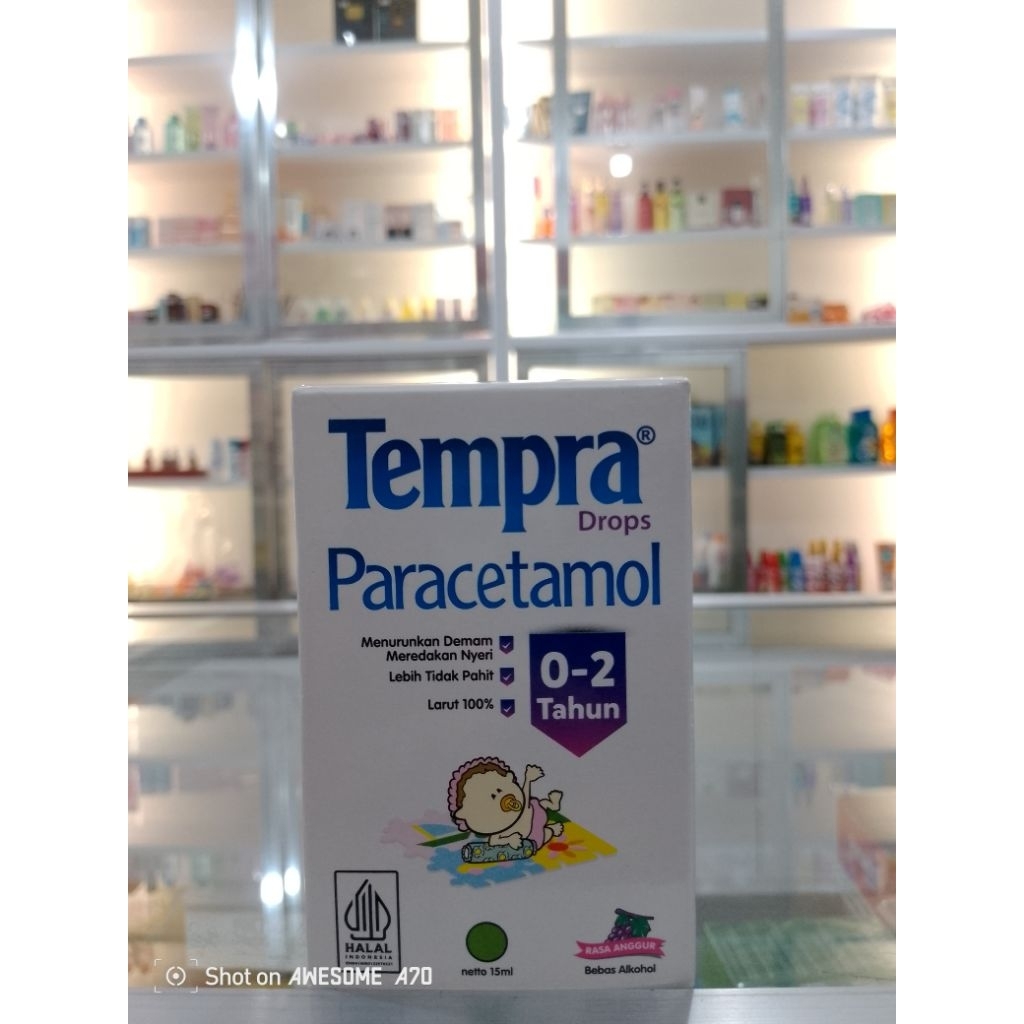 Tempra®
Drops
Paracetamol
Menurunkan Demam
Meredakan Nyeri
Lebih Tidak Pahit
Larut 100%
0-2
Tahun
HALAL
INDONESIA
netto 15ml
RASA ANGGUR
Bebas Alkohol
Shot on AWESOME A70